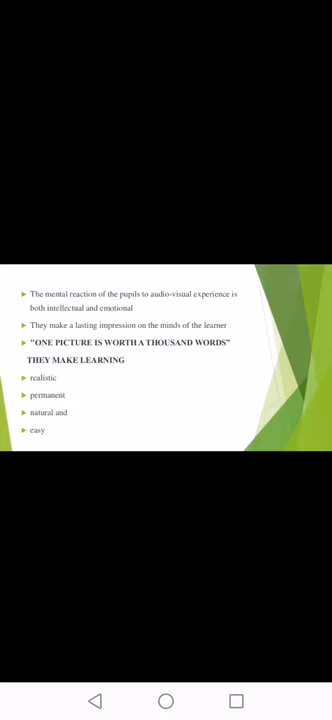 The mental reaction of the pupils to audio-visual experience is
both intellectual and emotional
They make a lasting impression on the minds of the learner
"ONE PICTURE IS WORTH A THOUSAND WORDS"
THEY MAKE LEARNING
realistic
permanent
natural and
easy